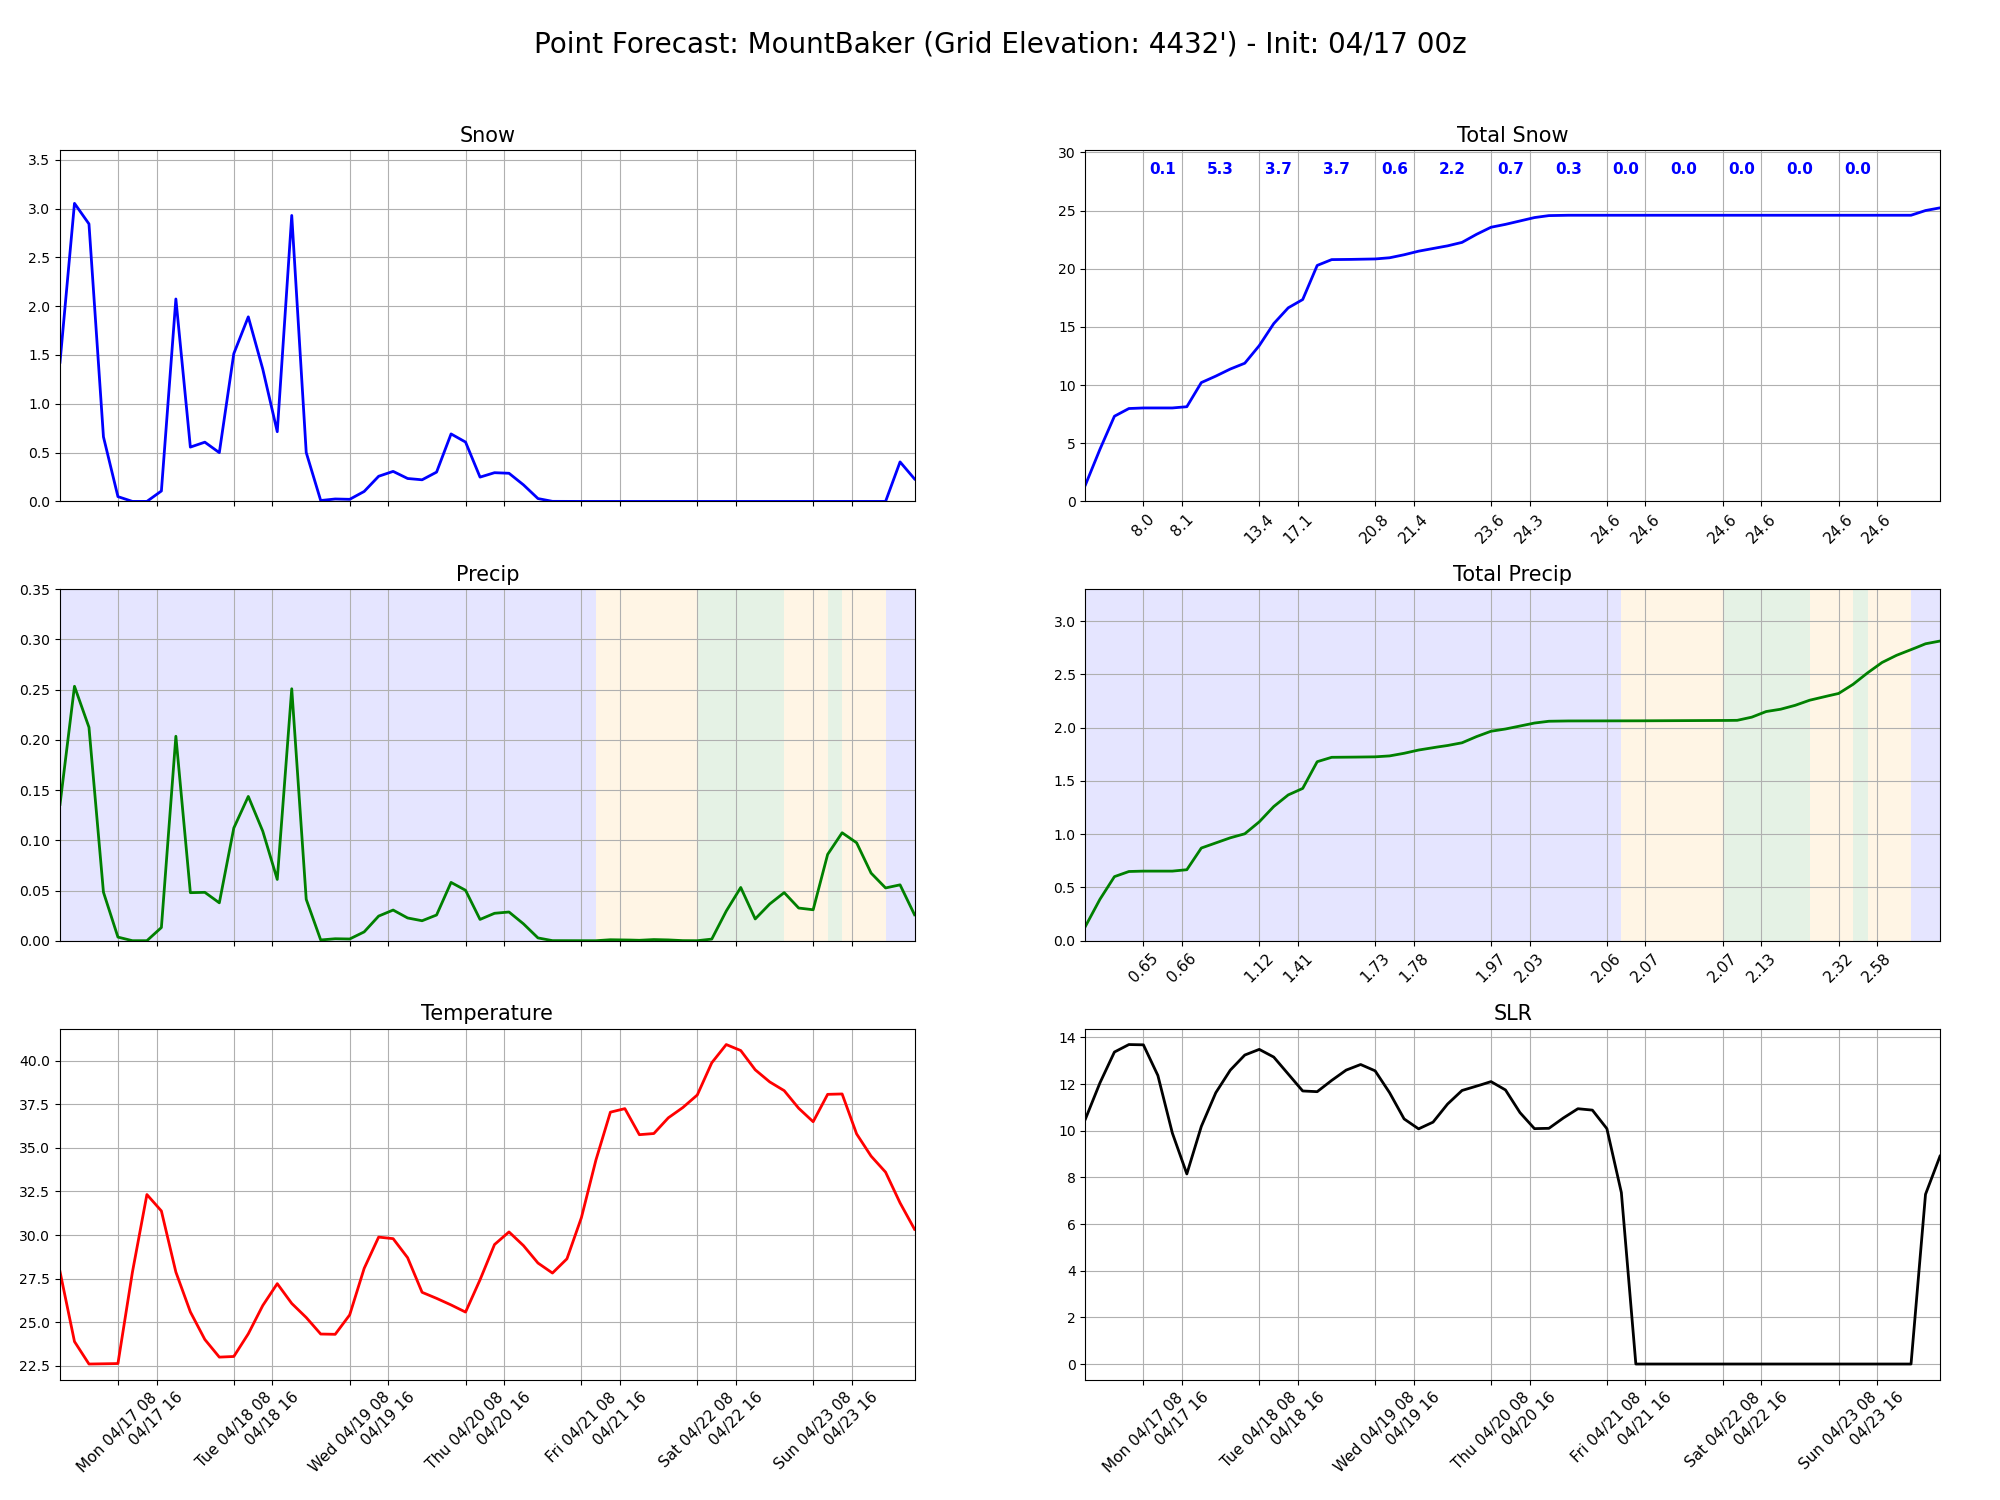 Point Forecast: MountBaker (Grid Elevation: 4432') - Init: 04/17 00z
Snow
3.5
3.0
2.5
2.0
1.5
1.0
0.5
0.0
Total Snow
30
25
20
15
10
5
0
0.1 5.3 3.7 3.7 0.6 2.2 0.7 0.3 0.0 0.0 0.0 0.0 0.0
8.0 8.1 13.4 17.1 20.8 21.4 23.6 24.3 24.6 24.6 24.6 24.6 24.6 24.6
Precip
0.35
0.30
0.25
0.20
0.15
0.10
0.05
0.00
Total Precip
3.0
2.5
2.0
1.5
1.0
0.5
0.0
0.65 0.66 1.12 1.41 1.73 1.78 1.97 2.03 2.06 2.07 2.07 2.13 2.32 2.58
Temperature
40.0
37.5
35.0
32.5
30.0
27.5
25.0
22.5
Mon 04/17 08
04/17 16
Tue 04/18 08
04/18 16
Wed 04/19 08
04/19 16
Thu 04/20 08
04/20 16
Fri 04/21 08
04/21 16
Sat 04/22 08
04/22 16
Sun 04/23 08
04/23 16
SLR
14
12
10
8
6
4
2
0
Mon 04/17 08
04/17 16
Tue 04/18 08
04/18 16
Wed 04/19 08
04/19 16
Thu 04/20 08
04/20 16
Fri 04/21 08
04/21 16
Sat 04/22 08
04/22 16
Sun 04/23 08
04/23 16